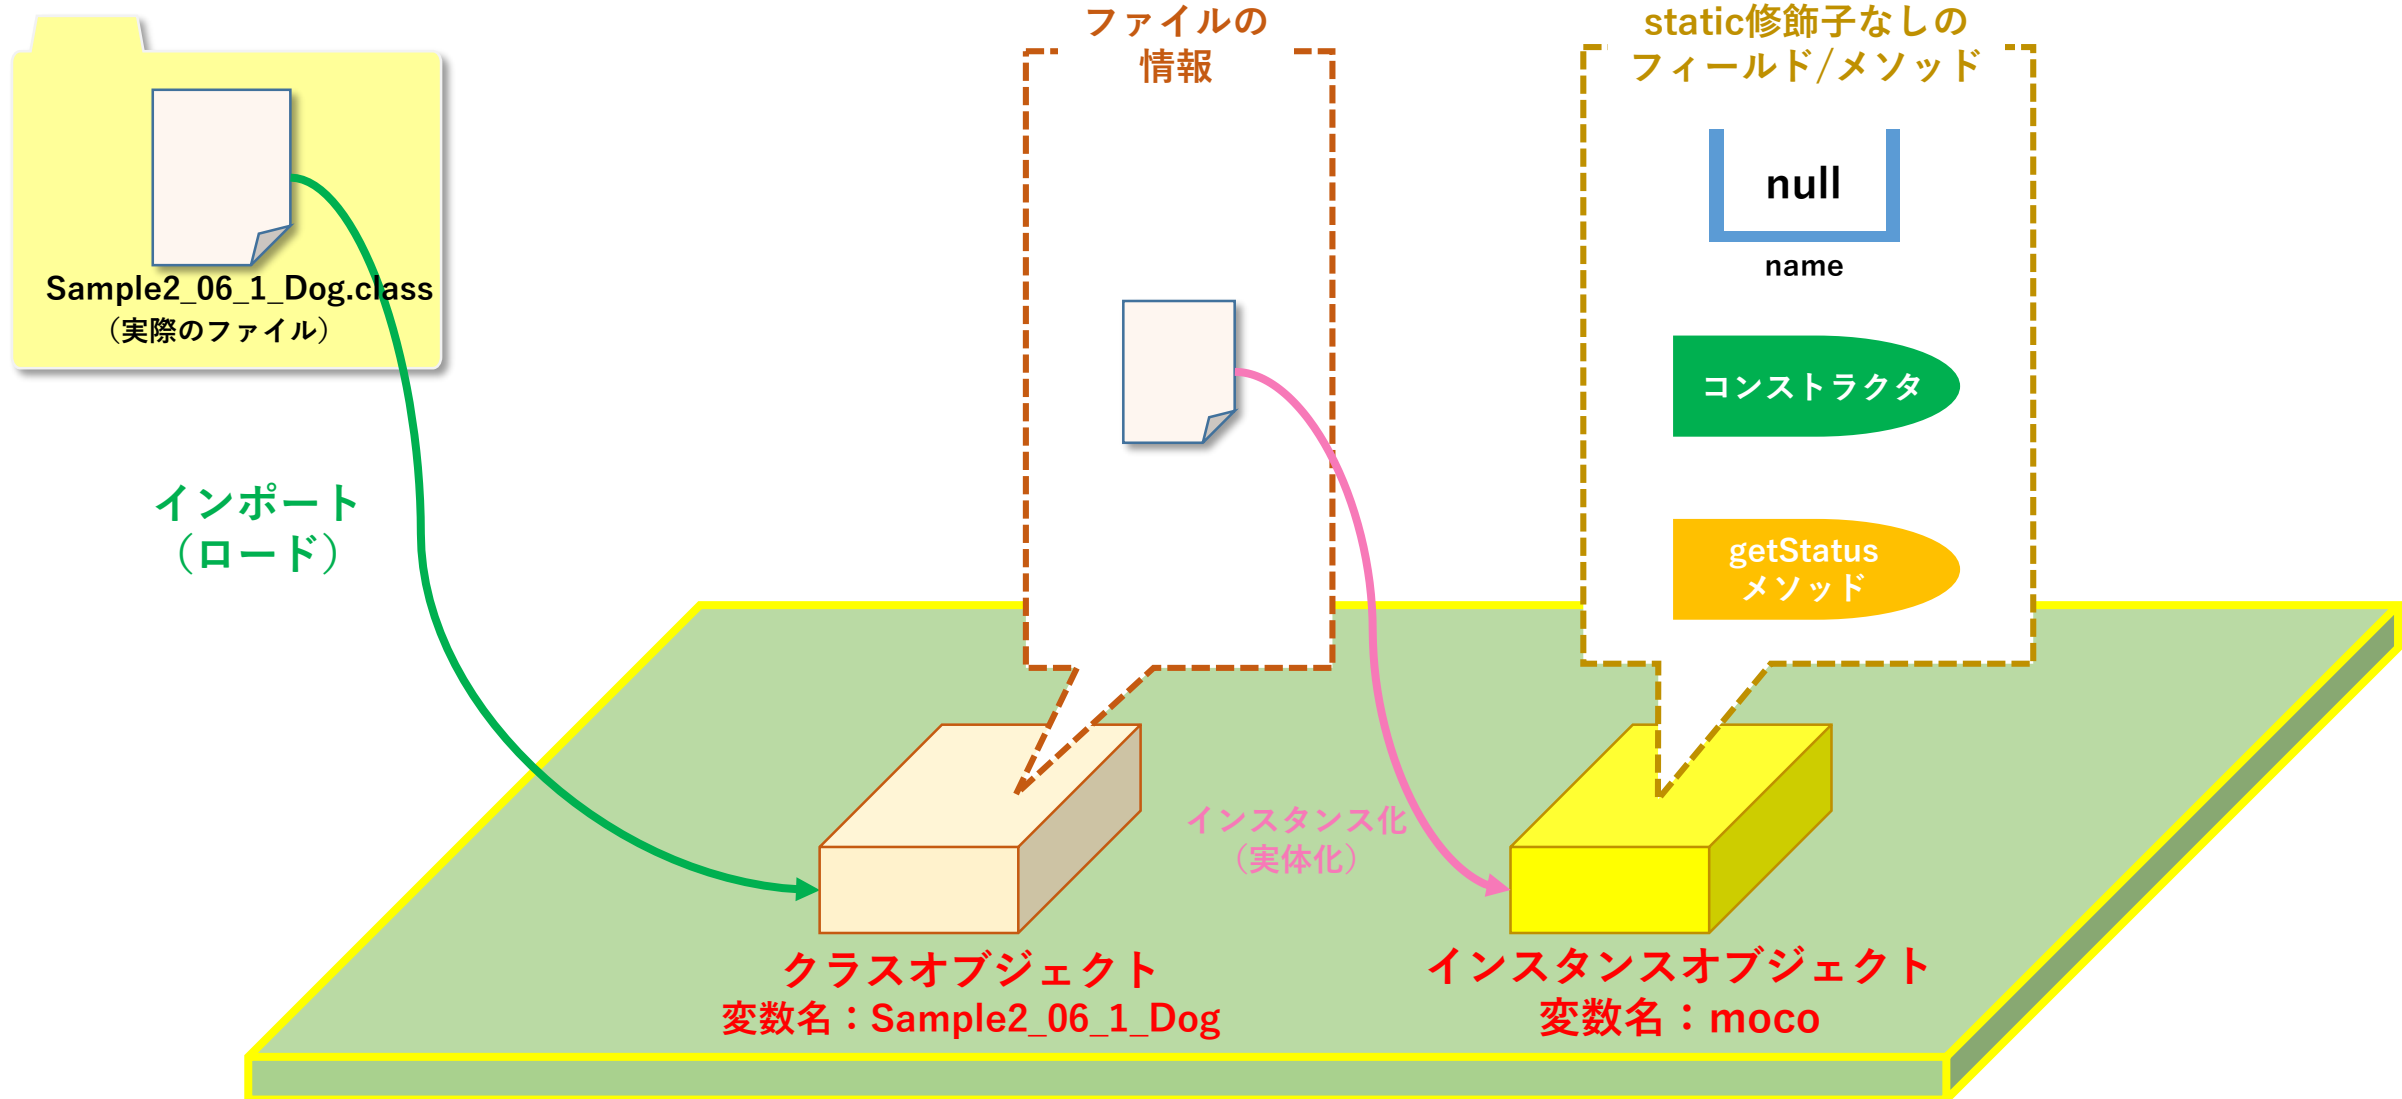 Sample2_06_1_Dog.class
（実際のファイル）
インポート
（ロード）
ファイルの
情報
インスタンス化
（実体化）
static修飾子なしの
フィールド/メソッド
null
name
コンストラクタ
getStatus
メソッド
クラスオブジェクト
変数名：Sample2_06_1_Dog
インスタンスオブジェクト
変数名：moco